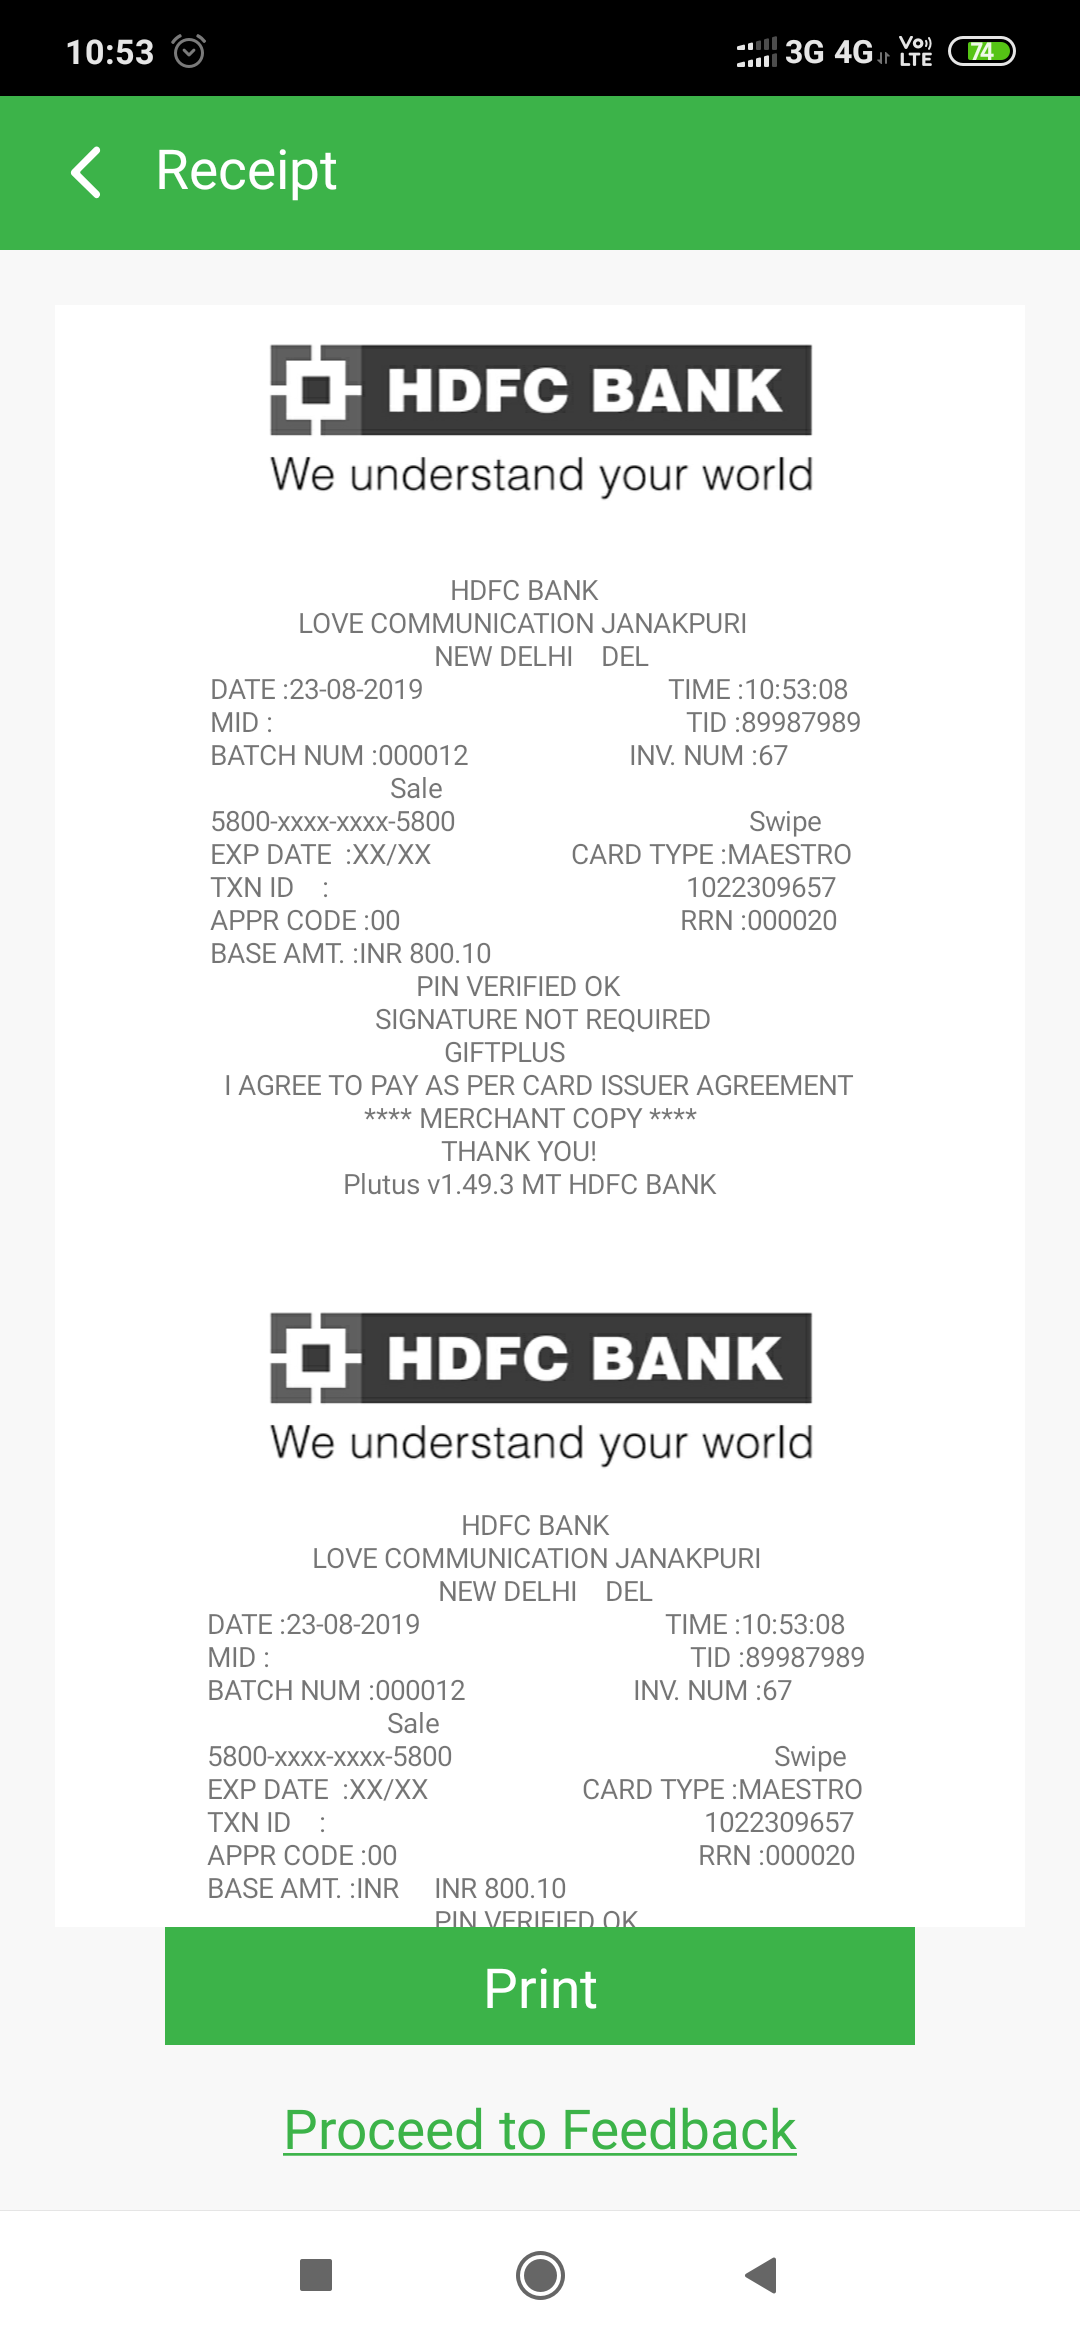 10:53 3G 4G Vo)) LTE 74
Receipt
HDFC BANK
We understand your world
HDFC BANK
LOVE COMMUNICATION JANAKPURI
NEW DELHI DEL
DATE :23-08-2019 TIME :10:53:08
MID : TID :89987989
BATCH NUM :000012 INV. NUM :67
Sale
5800-xxxx-xxxx-5800 Swipe
EXP DATE :XX/XX CARD TYPE :MAESTRO
TXN ID : 1022309657
APPR CODE :00 RRN :000020
BASE AMT. :INR 800.10
PIN VERIFIED OK
SIGNATURE NOT REQUIRED
GIFTPLUS
I AGREE TO PAY AS PER CARD ISSUER AGREEMENT
**** MERCHANT COPY ****
THANK YOU!
Plutus v1.49.3 MT HDFC BANK
HDFC BANK
We understand your world
HDFC BANK
LOVE COMMUNICATION JANAKPURI
NEW DELHI DEL
DATE :23-08-2019 TIME :10:53:08
MID : TID :89987989
BATCH NUM :000012 INV. NUM :67
Sale
5800-xxxx-xxxx-5800 Swipe
EXP DATE :XX/XX CARD TYPE :MAESTRO
TXN ID : 1022309657
APPR CODE :00 RRN :000020
BASE AMT. :INR INR 800.10
PIN VERIFIED OK
Print
Proceed to Feedback